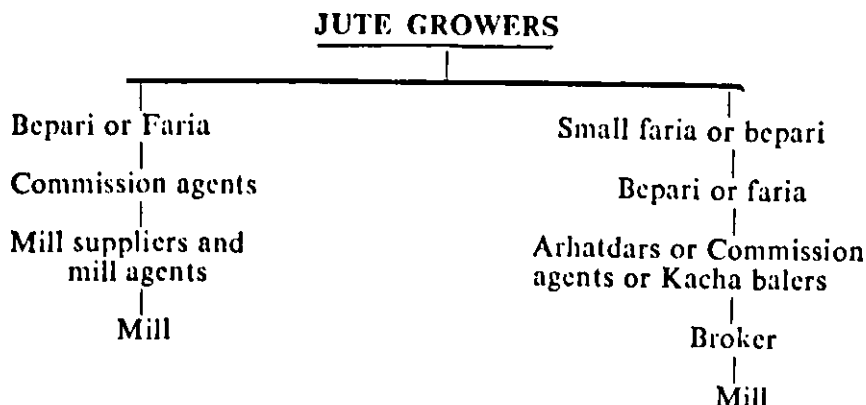 JUTE GROWERS
Bepari or Faria
Commission agents
Mill suppliers and
mill agents
Mill
Small faria or bepari
Bepari or faria
Arhatdars or Commission
agents or Kacha balers
Broker
Mill